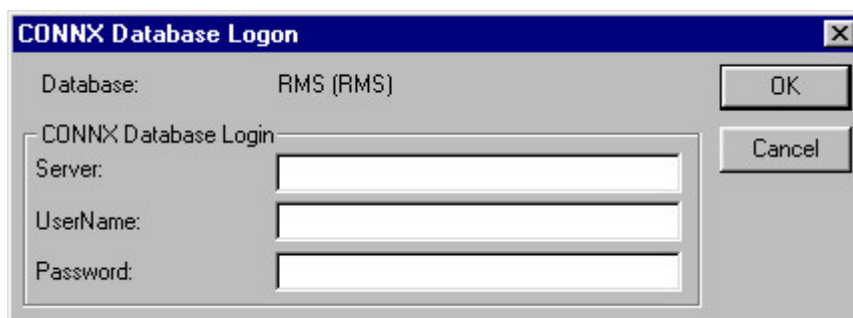 CONNX Database Logon
Database: RMS (RMS)
OK
CONNX Database Login
Cancel
Server:
UserName:
Password: